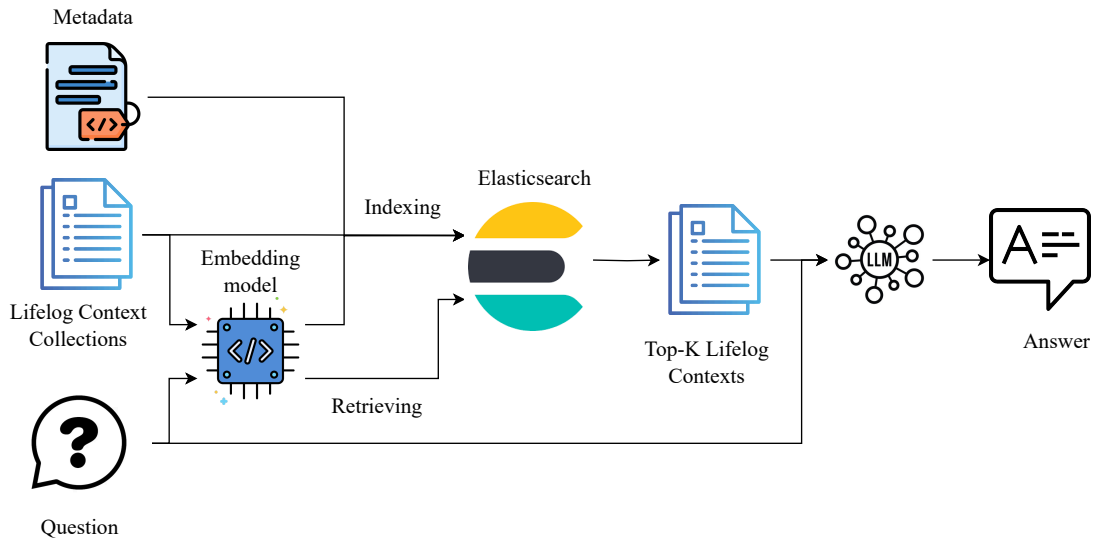 Metadata
</>
Lifelog Context
Collections
Question
Embedding
model
</>
Indexing
Retrieving
Elasticsearch
Top-K Lifelog
Contexts
LLM
A
Answer